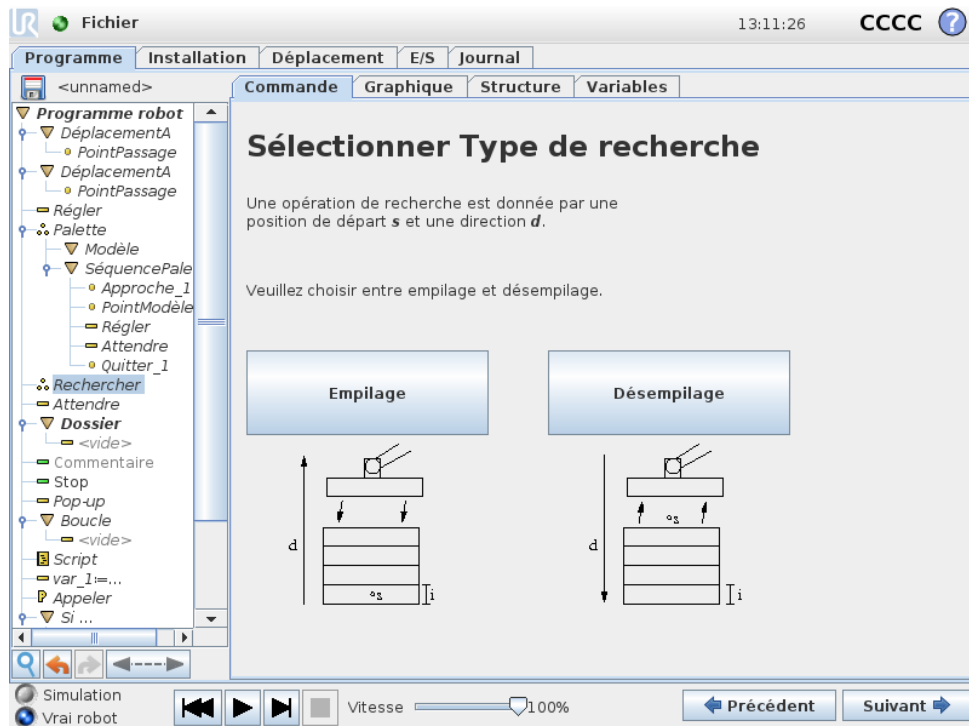 UR Fichier 13:11:26 CCCC ?
Programme Installation Déplacement E/S Journal
<unnamed>
Commande Graphique Structure Variables
Programme robot
DéplacementA
PointPassage
DéplacementA
PointPassage
Régler
Palette
Modèle
SéquencePale
Approche_1
PointModèle
Régler
Attendre
Quitter_1
Rechercher
Attendre
Dossier
<vide>
Commentaire
Stop
Pop-up
Boucle
<vide>
Script
var_1:=...
P Appeler
Si ...
Sélectionner Type de recherche
Une opération de recherche est donnée par une
position de départ s et une direction d.
Veuillez choisir entre empilage et désempilage.
Empilage
Désempilage
d
s
i
d
s
i
Simulation
Vrai robot
Vitesse 100%
Précédent
Suivant